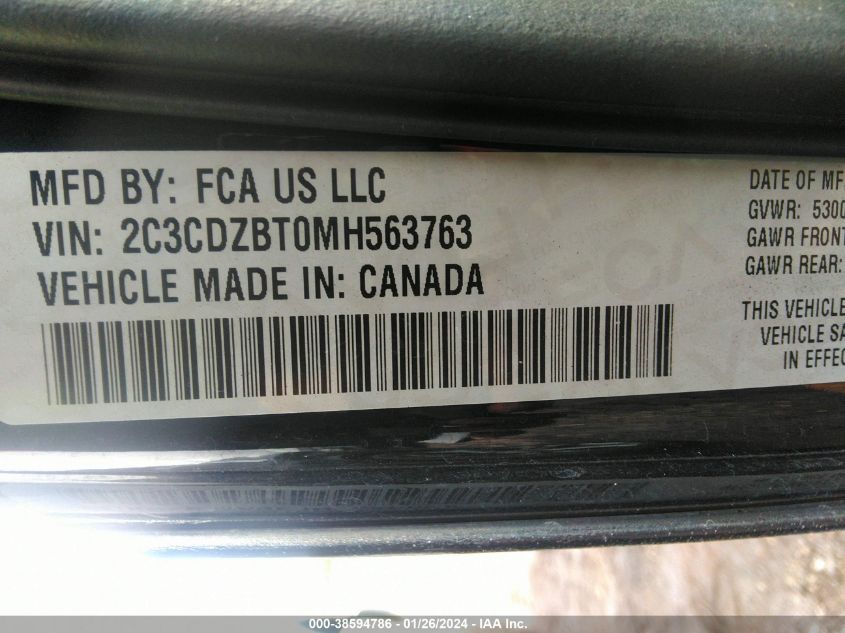 MFD BY: FCA US LLC
VIN: 2C3CDZBT0MH563763
VEHICLE MADE IN: CANADA
DATE OF MF
GVWR: 5300
GAWR FRONT
GAWR REAR:
THIS VEHICLE
VEHICLE SA
IN EFFEC
000-38594786 - 01/26/2024 - IAA Inc.